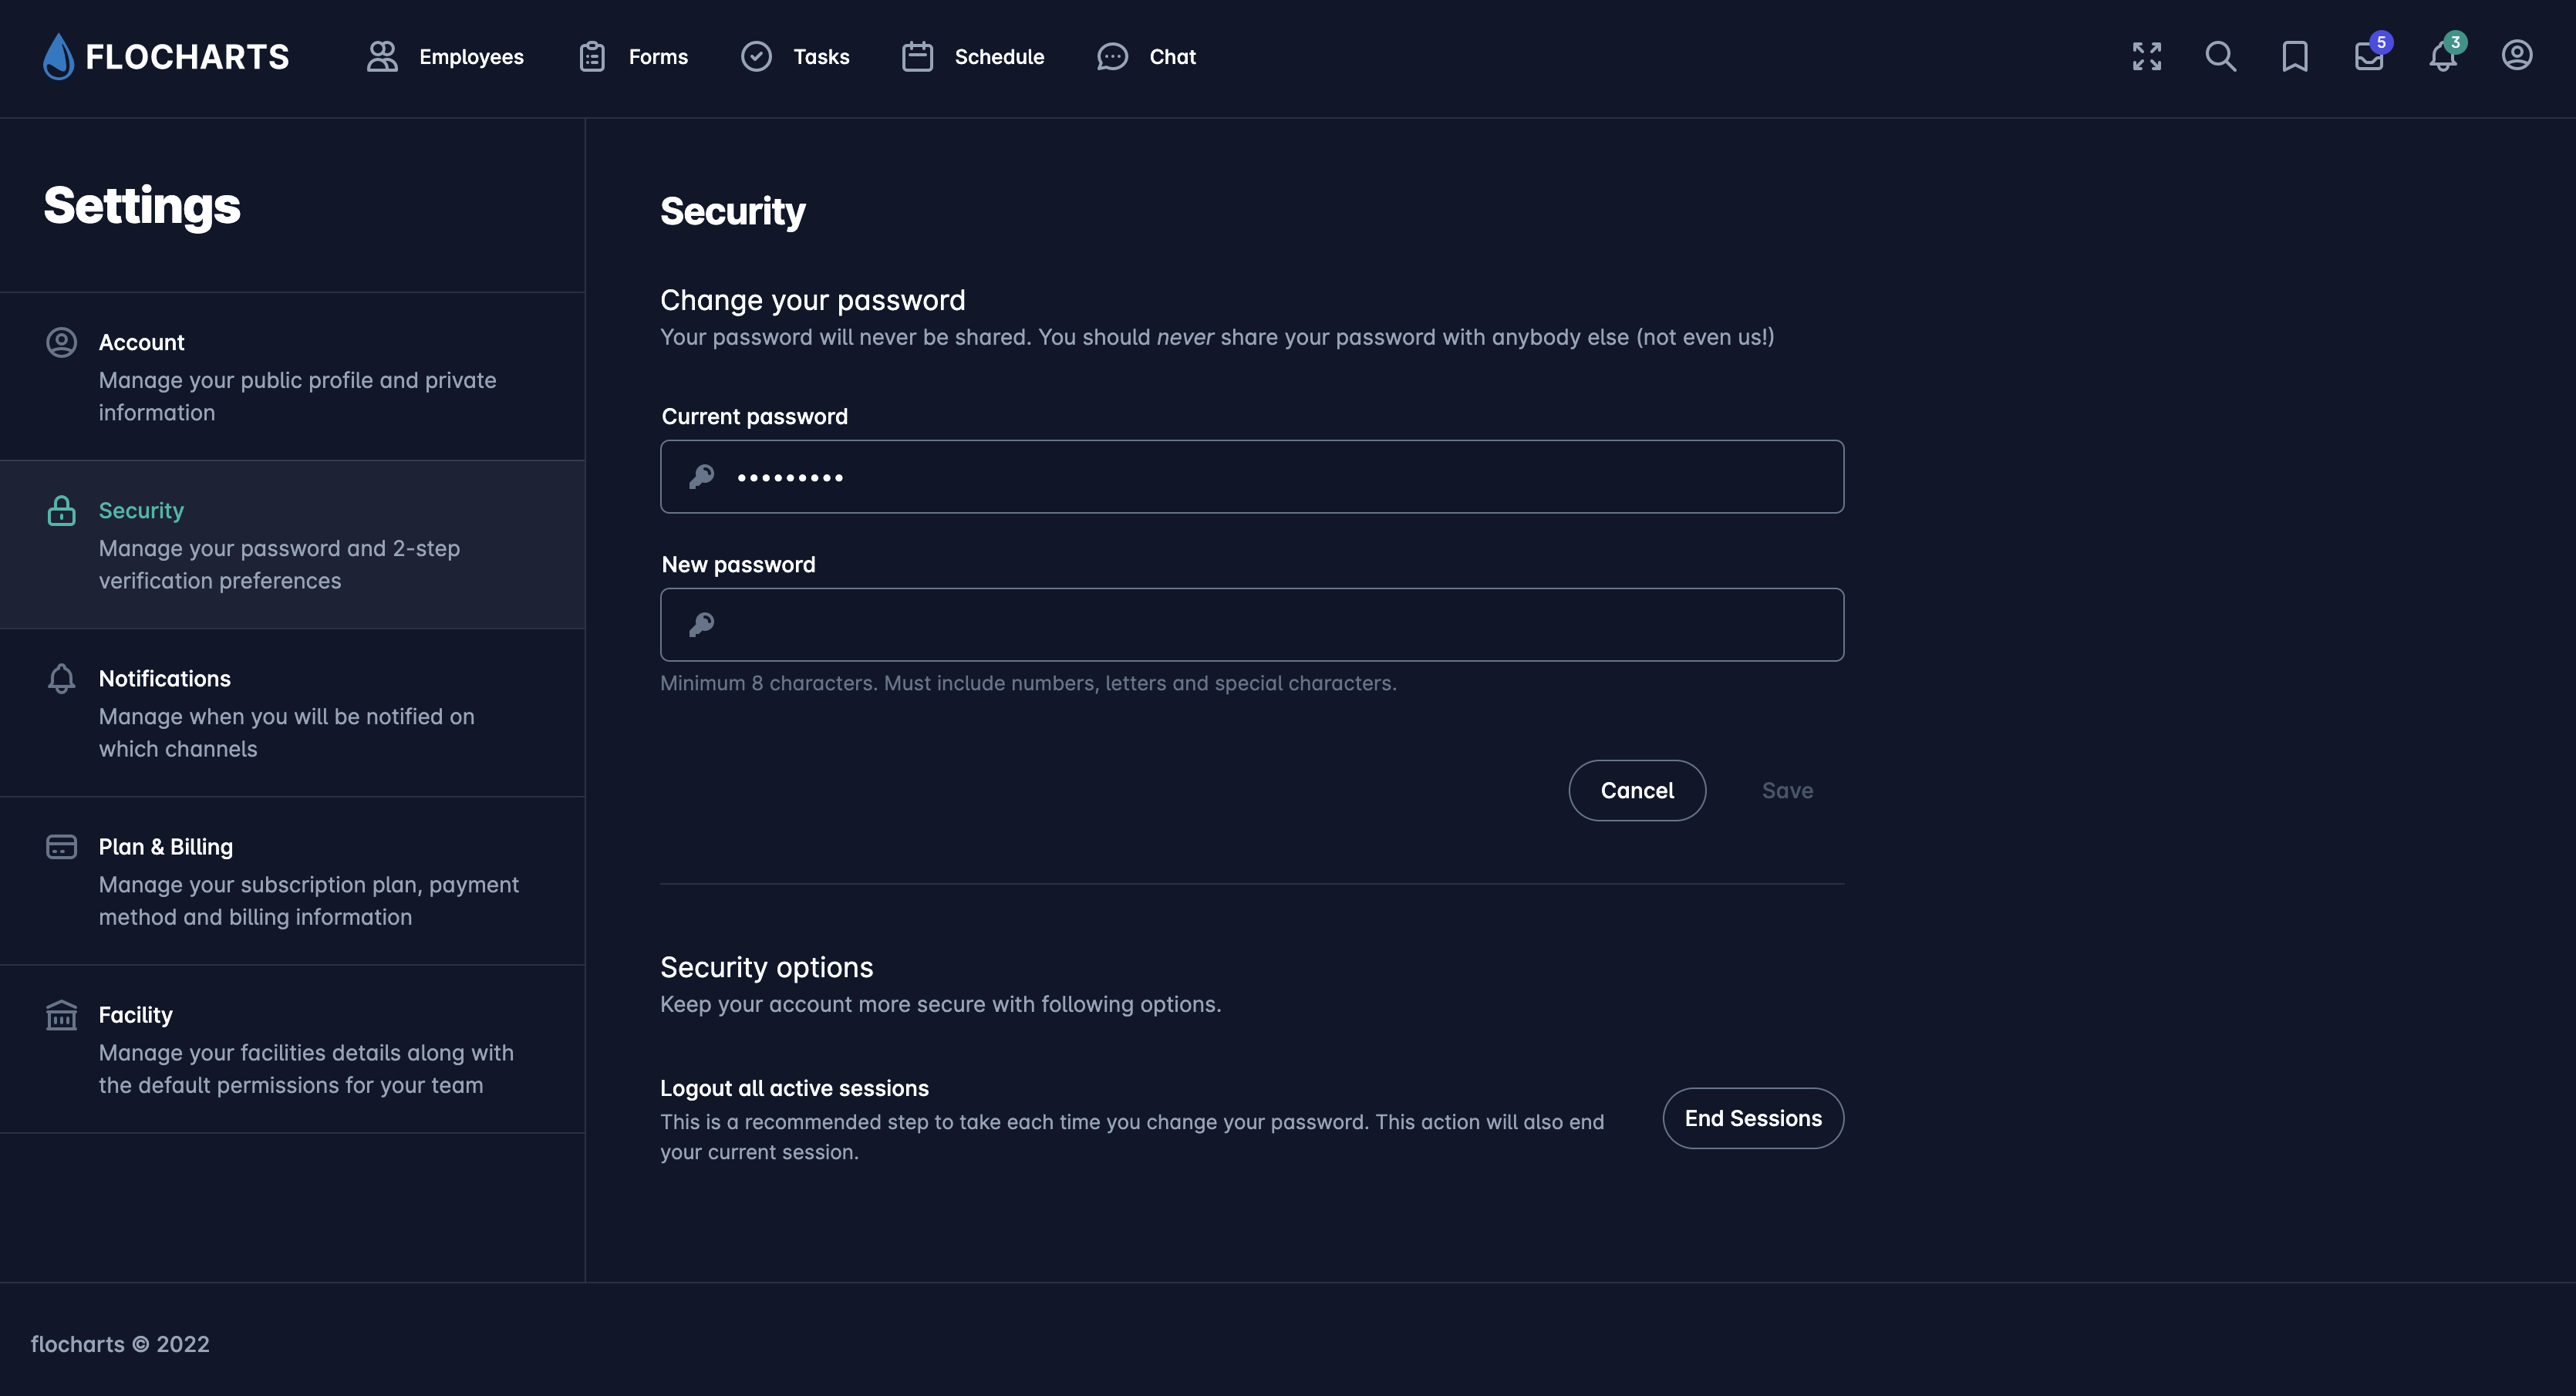 FLOCHARTS
Employees
Forms
Tasks
Schedule
Chat
5
3
Settings
Account
Manage your public profile and private
information
Security
Manage your password and 2-step
verification preferences
Notifications
Manage when you will be notified on
which channels
Plan & Billing
Manage your subscription plan, payment
method and billing information
Facility
Manage your facilities details along with
the default permissions for your team
Security
Change your password
Your password will never be shared. You should never share your password with anybody else (not even us!)
Current password
•••••••••
New password
Minimum 8 characters. Must include numbers, letters and special characters.
Cancel
Save
Security options
Keep your account more secure with following options.
Logout all active sessions
This is a recommended step to take each time you change your password. This action will also end
your current session.
End Sessions
flocharts © 2022